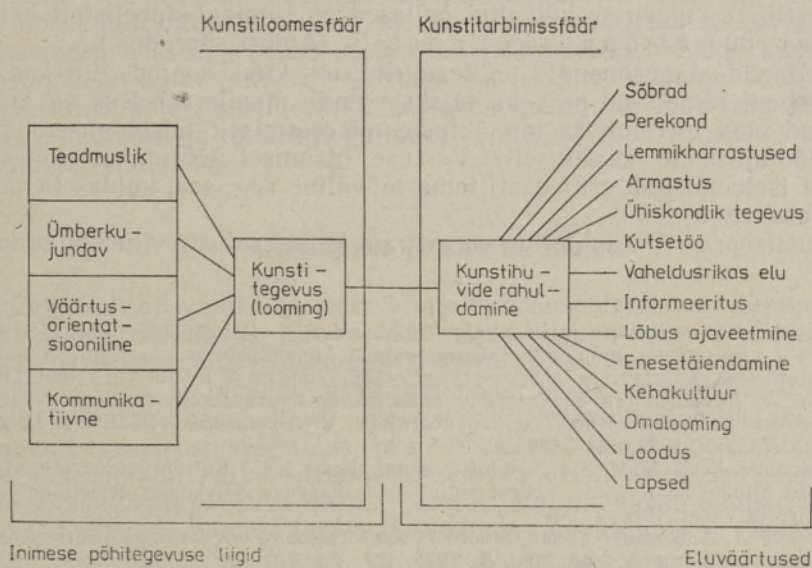 Kunstiloomesfäär
Kunstitarbimissfäär
Teadmuslik
Ümberku-
jundav
Väärtus-
orientat-
siooniline
Kommunika-
tiivne
Kunsti-
tegevus
(looming)
Kunstihu-
vide rahul-
damine
Sõbrad
Perekond
Lemmikharrastused
Armastus
Ühiskondlik tegevus
Kutsetöö
Vaheldusrikas elu
Informeeritus
Lõbus ajaveetmine
Enesetäiendamine
Kehakultuur
Omalooming
Loodus
Lapsed
Inimese põhitegevuse liigid
Eluväärtused